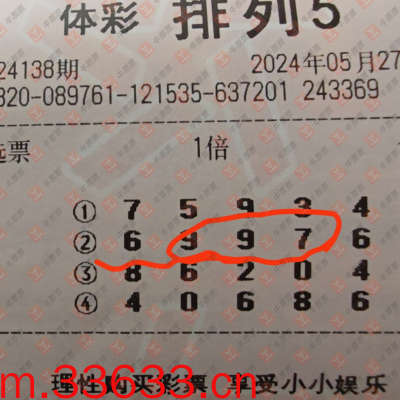 体彩 排列5
24138期 2024年05月27
320-089761-121535-637201 243369
选票 1倍
① 7 5 9 3 4
② 6 9 9 7 6
③ 8 6 2 0 4
④ 4 0 6 8 6
理性购买彩票 享受小小娱乐
m.33633.cn